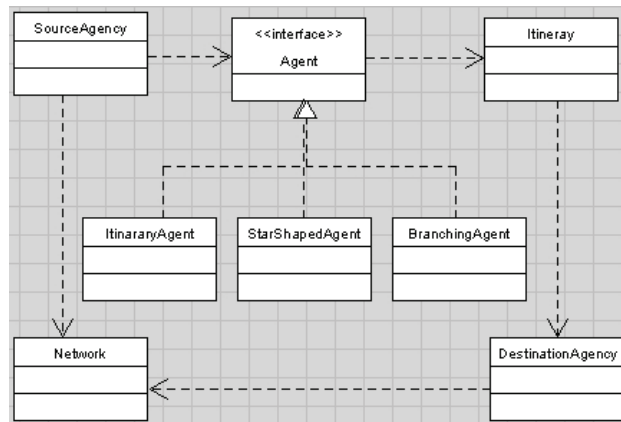 SourceAgency
<<interface>>
Agent
Itineray
ItinararyAgent
StarShapedAgent
BranchingAgent
Network
DestinationAgency